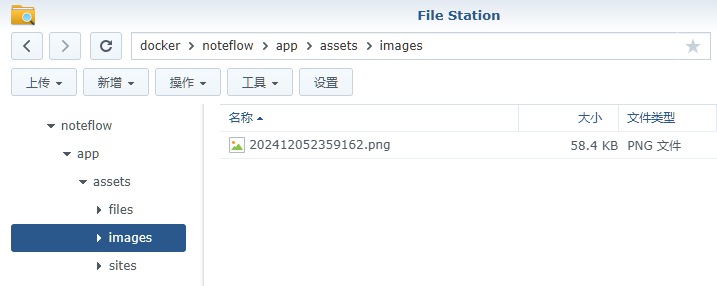 File Station
docker noteflow app assets images
上传 新增 操作 工具 设置
名称 大小 文件类型
noteflow
202412052359162.png 58.4 KB PNG 文件
app
assets
files
images
sites